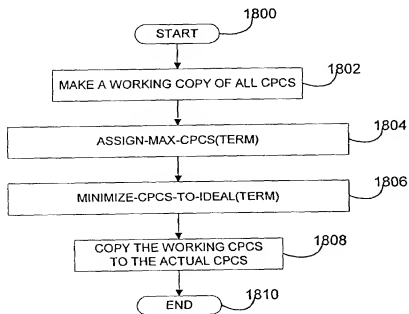 1800
START
1802
MAKE A WORKING COPY OF ALL CPCS
1804
ASSIGN-MAX-CPCS(TERM)
1806
MINIMIZE-CPCS-TO-IDEAL(TERM)
1808
COPY THE WORKING CPCS
TO THE ACTUAL CPCS
END
1810